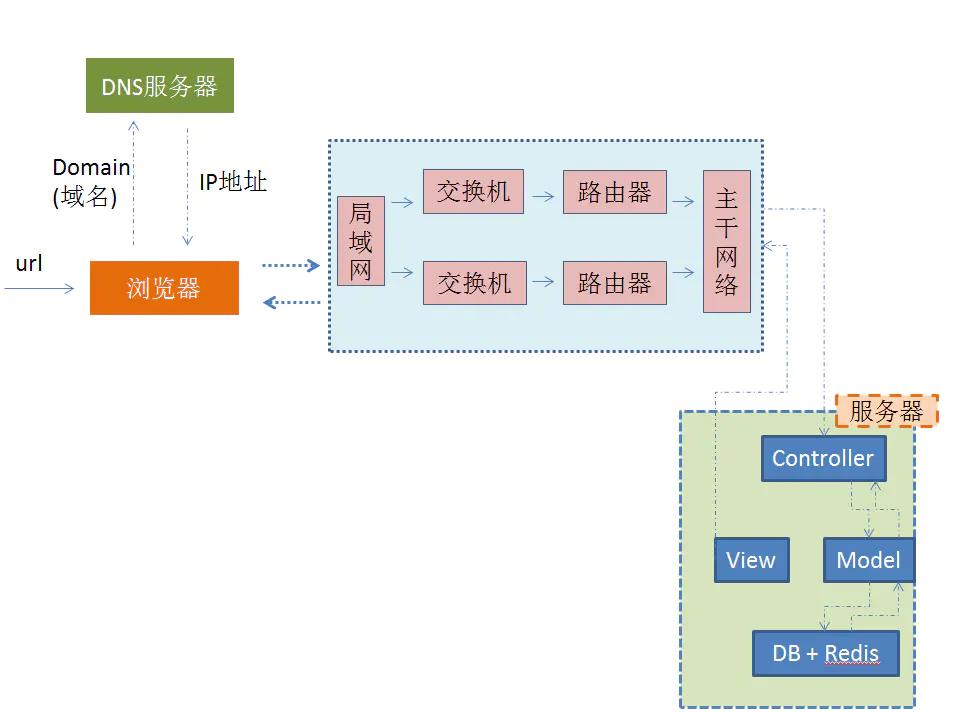 DNS服务器
Domain
(域名)
IP地址
url
浏览器
局
域
网
交换机
路由器
交换机
路由器
主
干
网
络
服务器
Controller
View
Model
DB + Redis